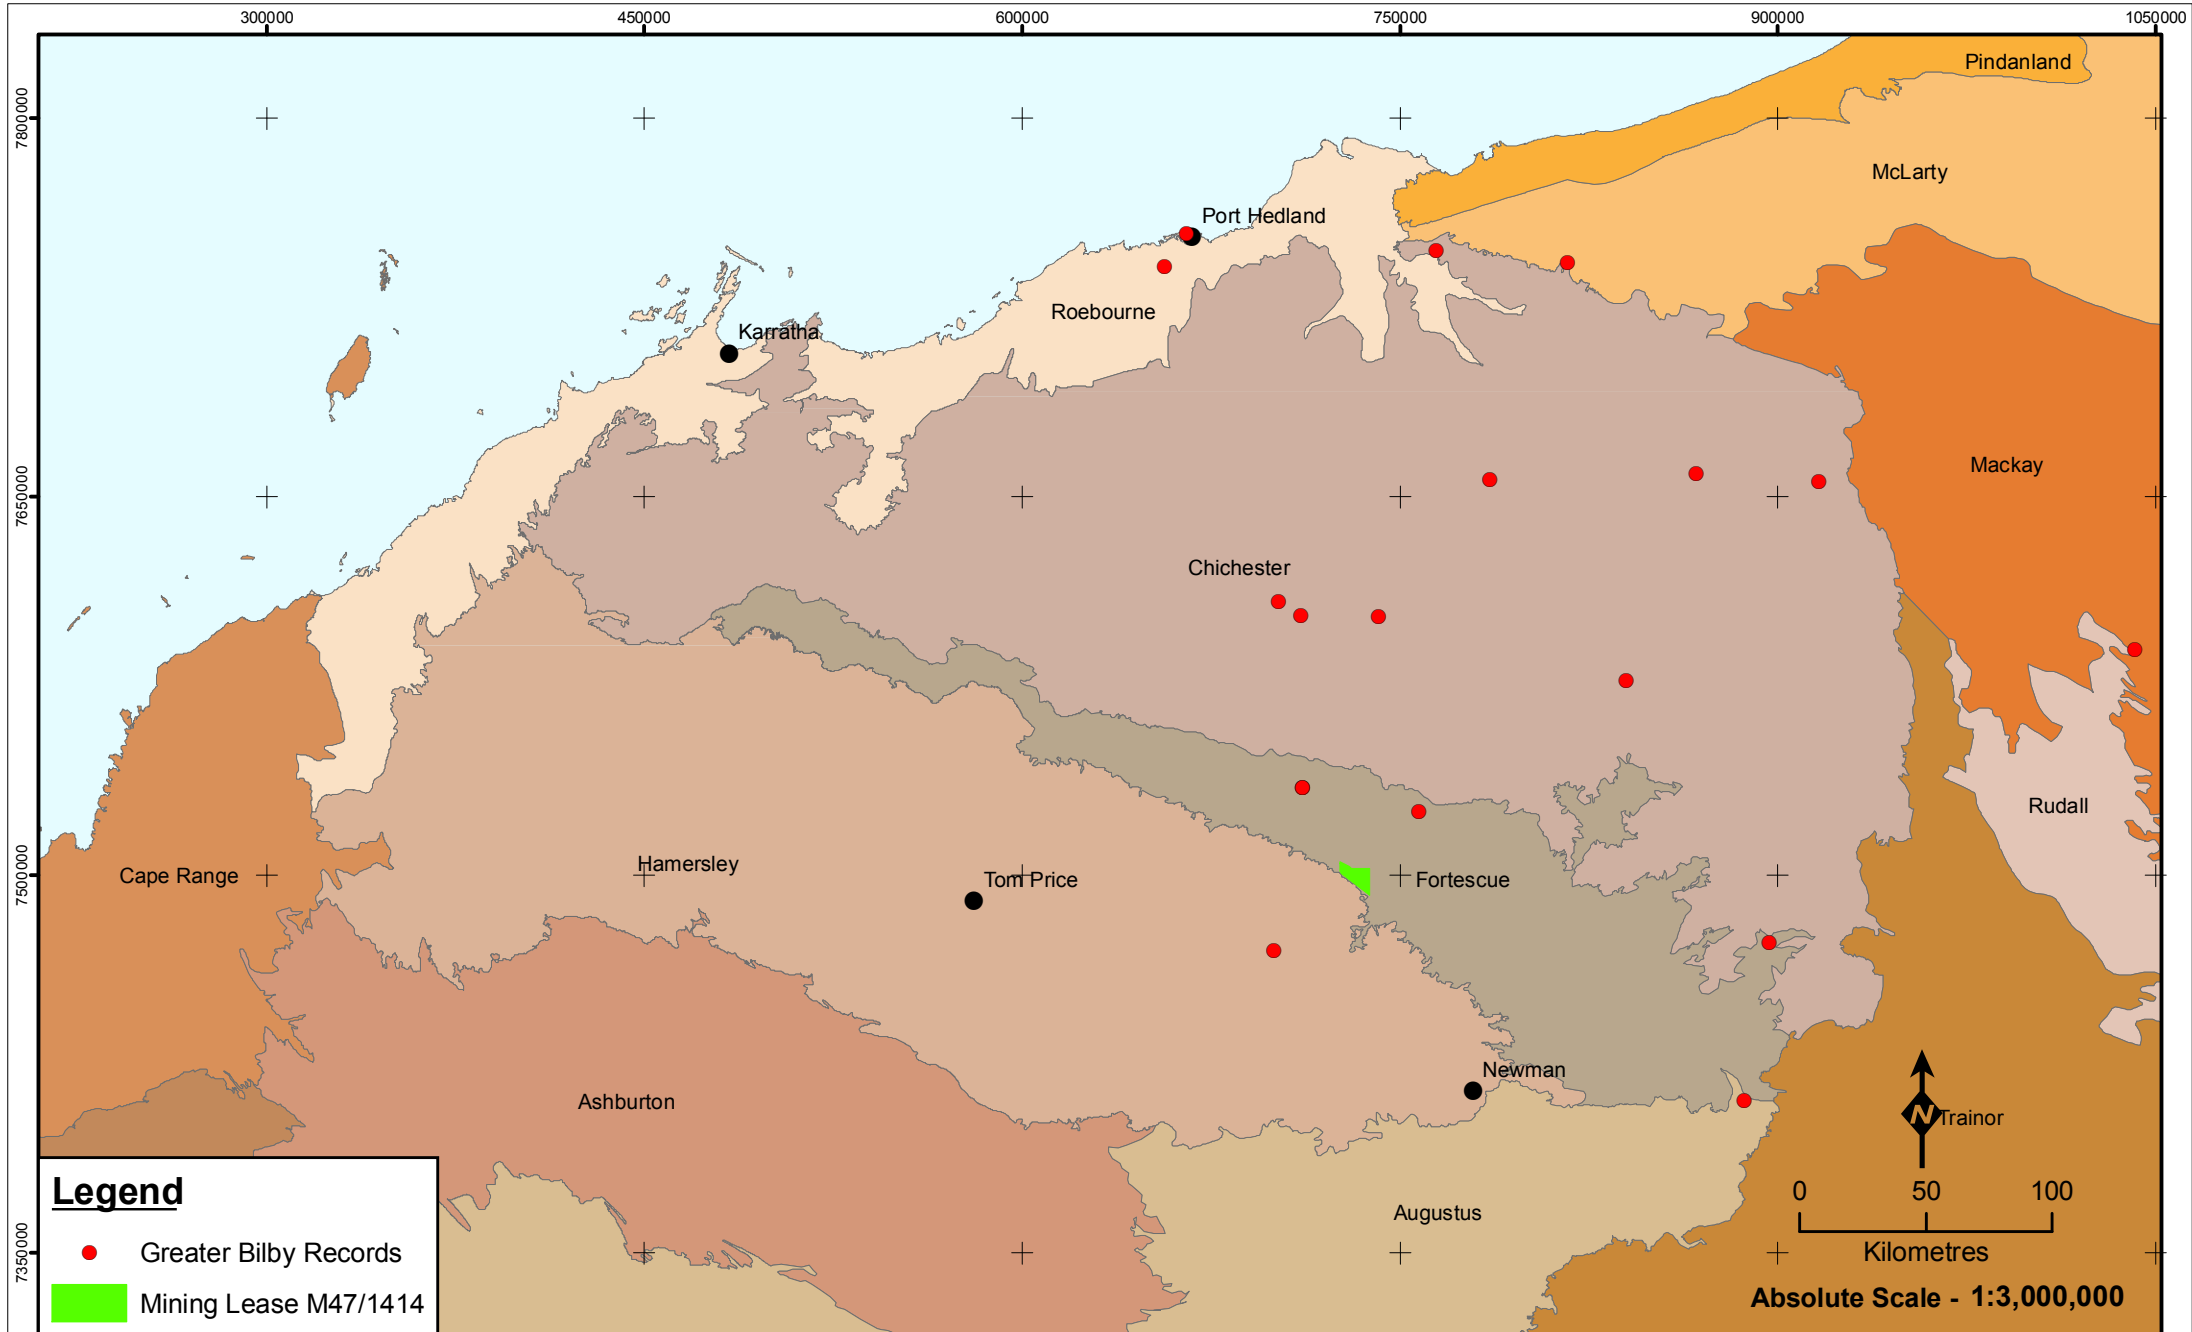 300000 450000 600000 750000 900000 1050000
Pindanland
7800000
McLarty
Port Hedland
Roebourne
Karratha
Mackay
7650000
Chichester
Rudall
Hamersley
Cape Range
Tom Price
Fortescue
7500000
Newman
Ashburton
N Trainor
Legend
0 50 100
Augustus
Greater Bilby Records
Kilometres
7350000
Mining Lease M47/1414
Absolute Scale - 1:3,000,000